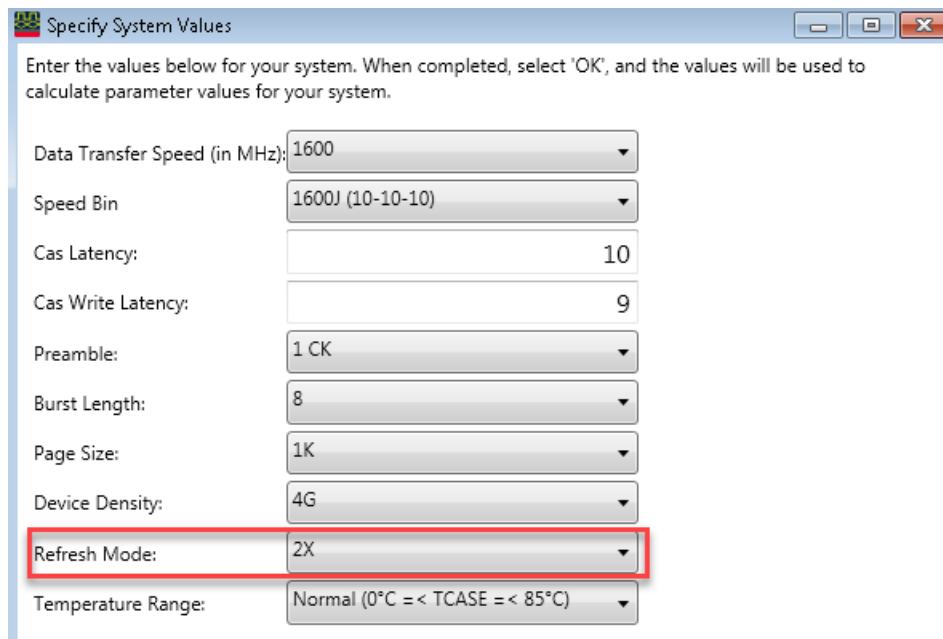 Specify System Values
Enter the values below for your system. When completed, select 'OK', and the values will be used to
calculate parameter values for your system.
Data Transfer Speed (in MHz): 1600
Speed Bin 1600J (10-10-10)
Cas Latency: 10
Cas Write Latency: 9
Preamble: 1 CK
Burst Length: 8
Page Size: 1K
Device Density: 4G
Refresh Mode: 2X
Temperature Range: Normal (0°C =< TCASE =< 85°C)